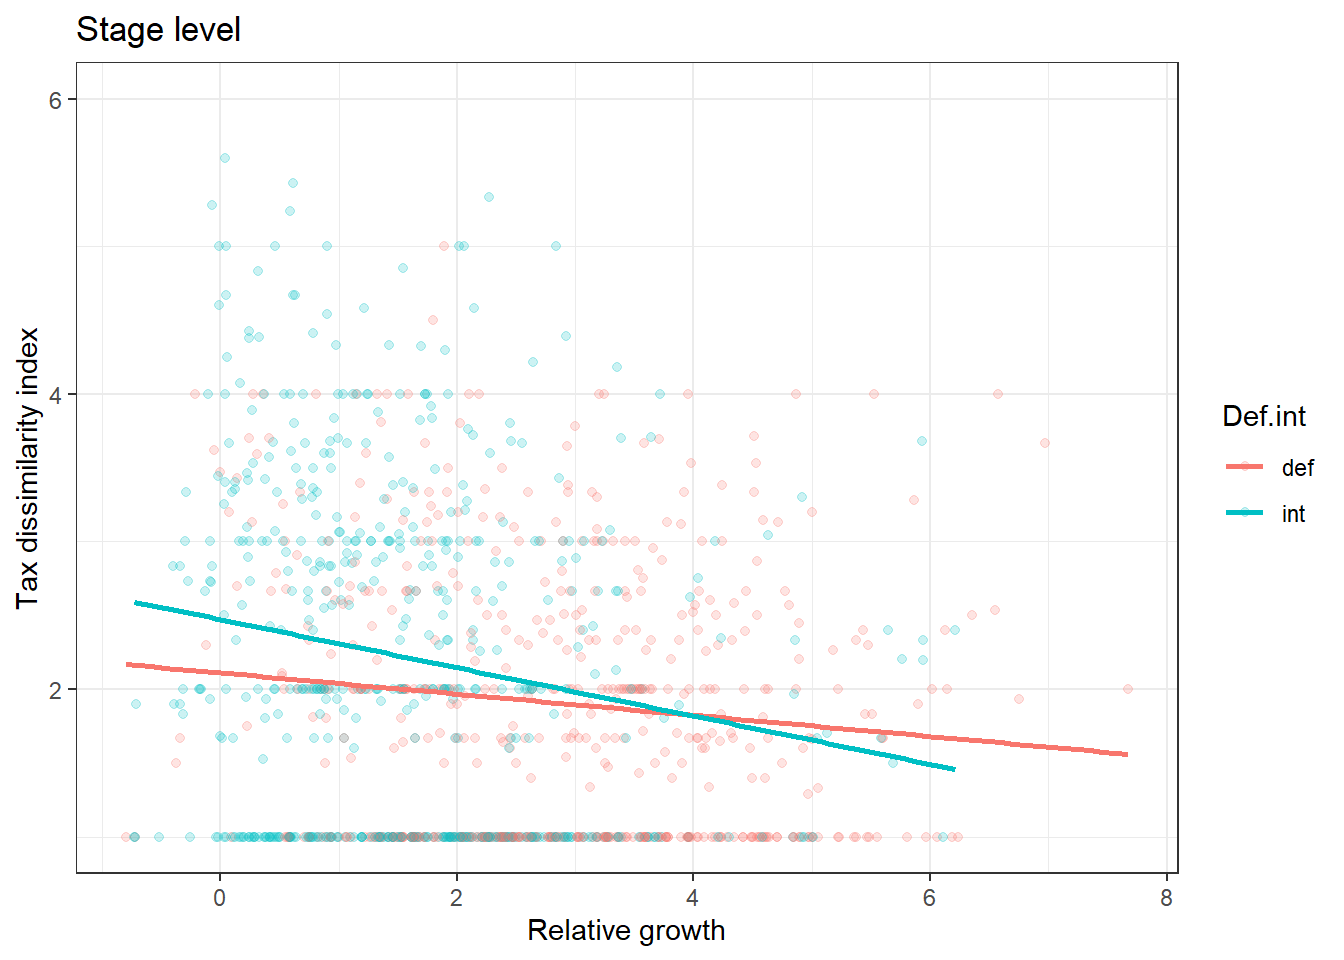 Stage level
Tax dissimilarity index
6
4
2
0
2
4
6
8
Relative growth
Def.int
def
int